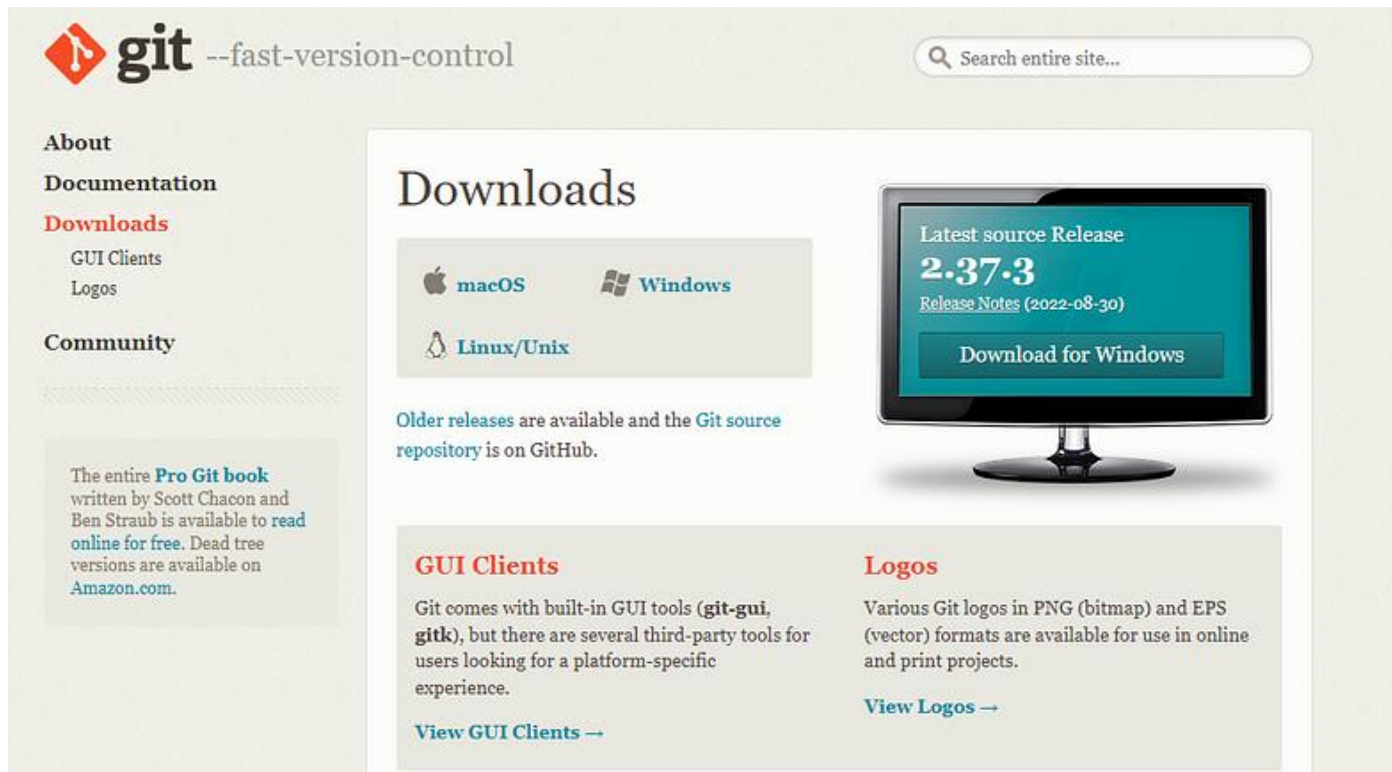 git --fast-version-control
Search entire site...
About
Documentation
Downloads
GUI Clients
Logos
Community
The entire Pro Git book
written by Scott Chacon and
Ben Straub is available to read
online for free. Dead tree
versions are available on
Amazon.com.
Downloads
macOS
Windows
Linux/Unix
Older releases are available and the Git source
repository is on GitHub.
Latest source Release
2.37.3
Release Notes (2022-08-30)
Download for Windows
GUI Clients
Git comes with built-in GUI tools (git-gui,
gitk), but there are several third-party tools for
users looking for a platform-specific
experience.
View GUI Clients →
Logos
Various Git logos in PNG (bitmap) and EPS
(vector) formats are available for use in online
and print projects.
View Logos →